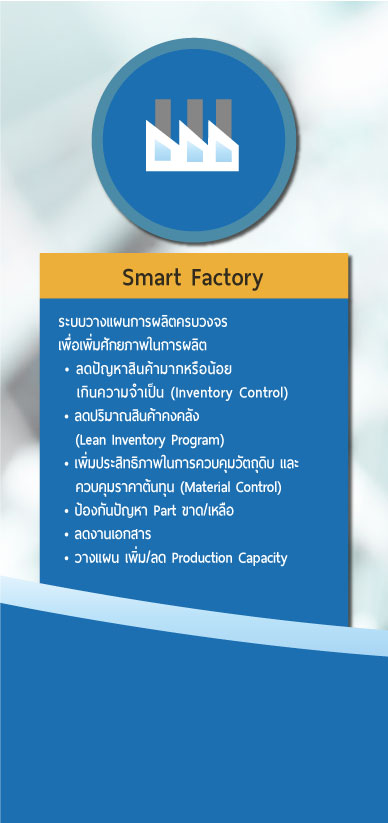 Smart Factory
ระบบวางแผนการผลิตครบวงจร
เพื่อเพิ่มศักยภาพในการผลิต
• ลดปัญหาสินค้ามากหรือน้อย
เกินความจำเป็น (Inventory Control)
• ลดปริมาณสินค้าคงคลัง
(Lean Inventory Program)
• เพิ่มประสิทธิภาพในการควบคุมวัตถุดิบ และ
ควบคุมราคาต้นทุน (Material Control)
• ป้องกันปัญหา Part ขาด/เหลือ
• ลดงานเอกสาร
• วางแผน เพิ่ม/ลด Production Capacity